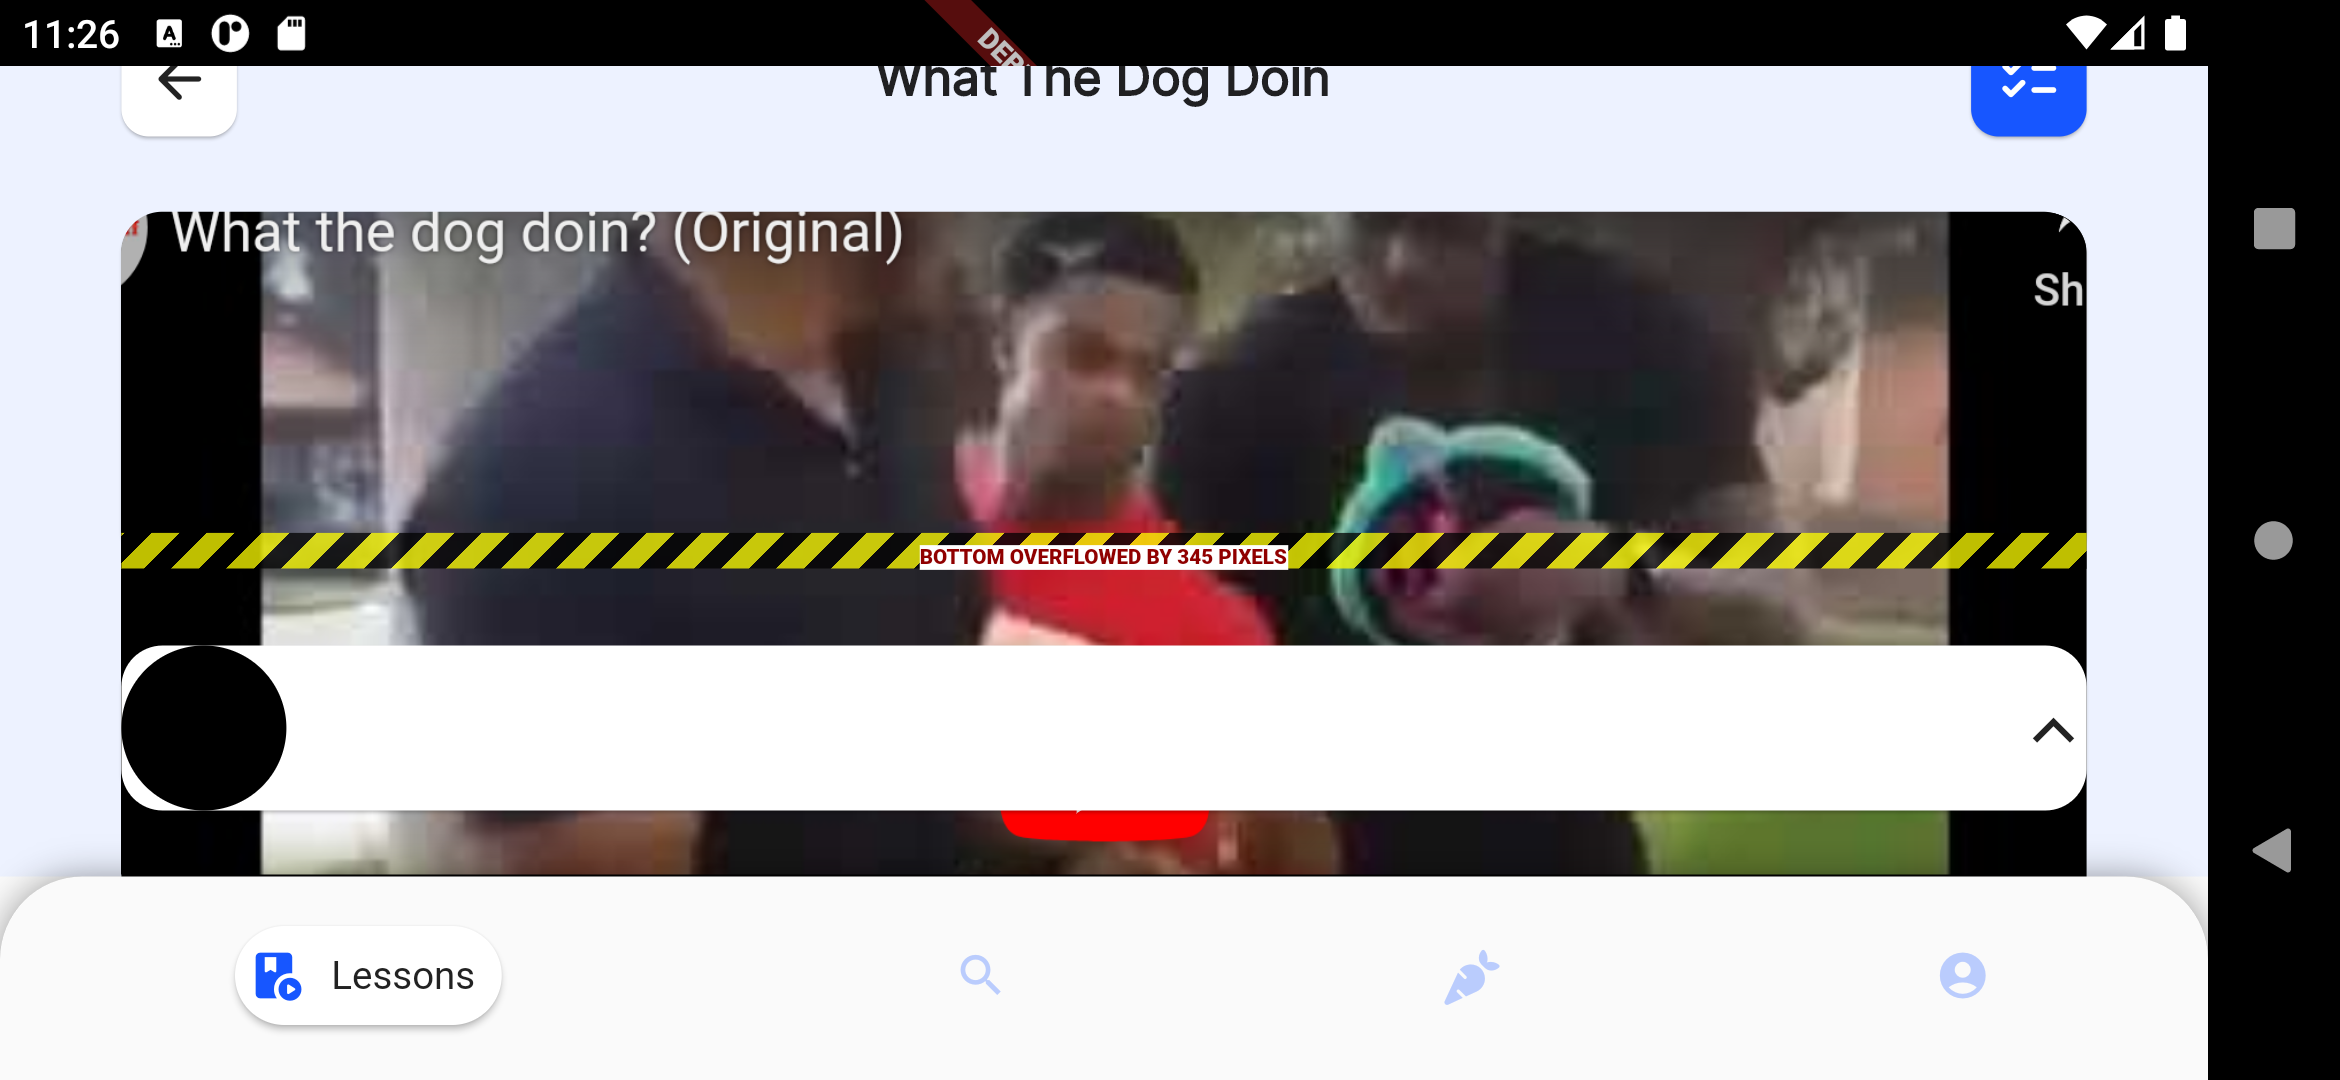 11:26
DEB
What The Dog Doin
What the dog doin? (Original)
Sh
BOTTOM OVERFLOWED BY 345 PIXELS
Lessons